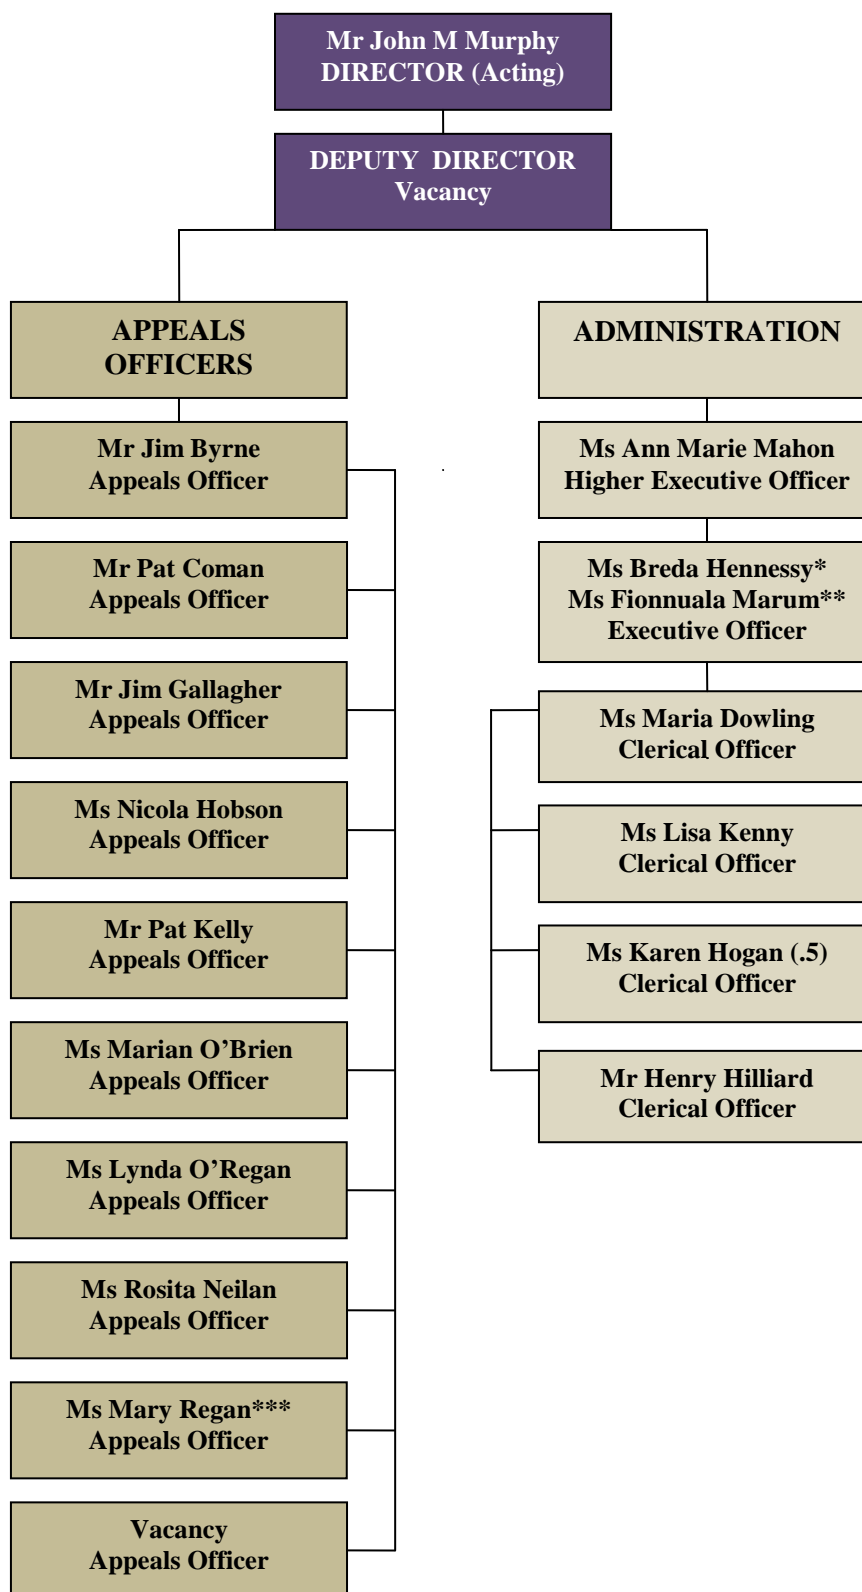 Mr John M Murphy
DIRECTOR (Acting)
DEPUTY DIRECTOR
Vacancy
APPEALS
OFFICERS
Mr Jim Byrne
Appeals Officer
Mr Pat Coman
Appeals Officer
Mr Jim Gallagher
Appeals Officer
Ms Nicola Hobson
Appeals Officer
Mr Pat Kelly
Appeals Officer
Ms Marian O’Brien
Appeals Officer
Ms Lynda O’Regan
Appeals Officer
Ms Rosita Neilan
Appeals Officer
Ms Mary Regan***
Appeals Officer
Vacancy
Appeals Officer
ADMINISTRATION
Ms Ann Marie Mahon
Higher Executive Officer
Ms Breda Hennessy*
Ms Fionnuala Marum**
Executive Officer
Ms Maria Dowling
Clerical Officer
Ms Lisa Kenny
Clerical Officer
Ms Karen Hogan (.5)
Clerical Officer
Mr Henry Hilliard
Clerical Officer